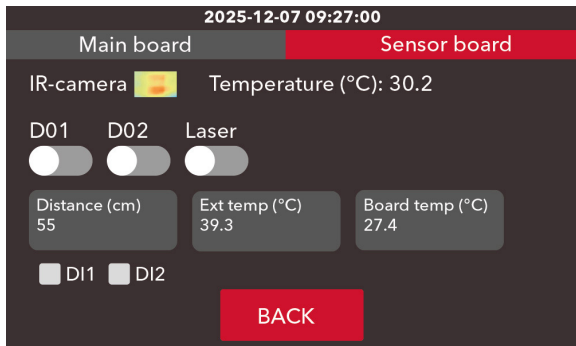 2025-12-07 09:27:00
Main board Sensor board
IR-camera Temperature (°C): 30.2
D01 D02 Laser
Distance (cm) Ext temp (°C) Board temp (°C)
55 39.3 27.4
DI1 DI2
BACK